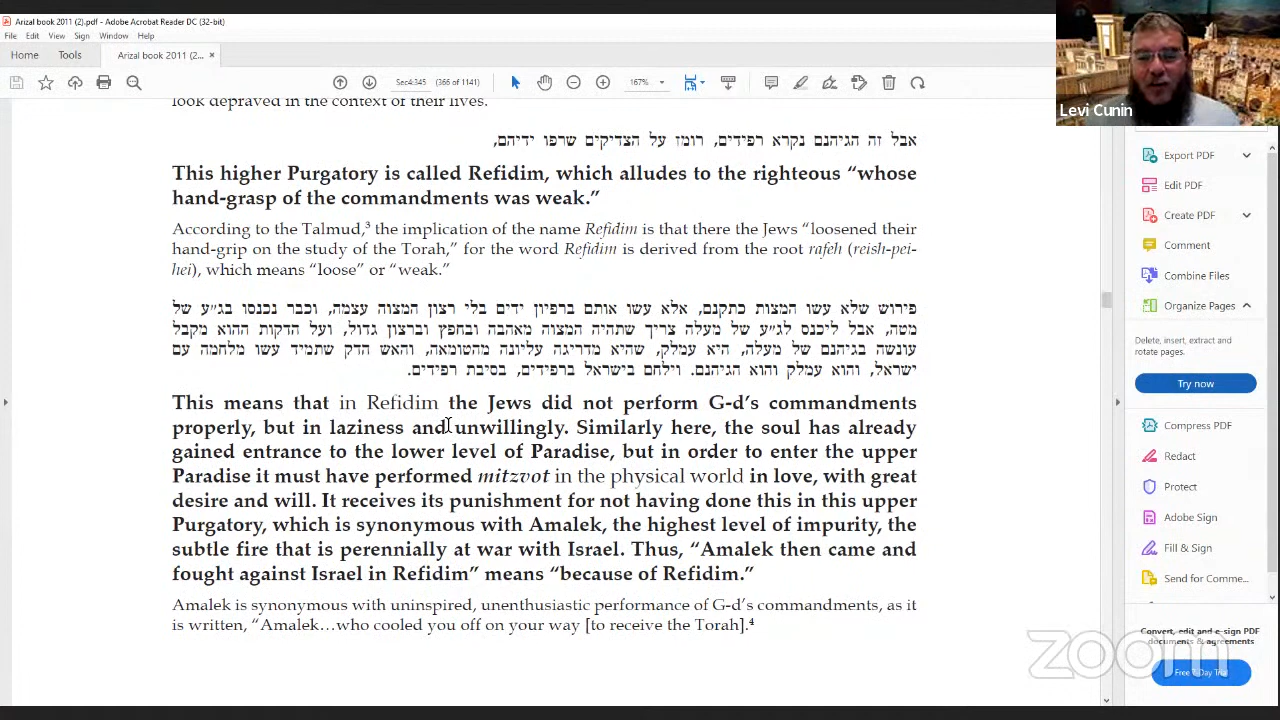 Arizal book 2011 (2).pdf - Adobe Acrobat Reader DC (32-bit)
File Edit View Sign Window Help
Home Tools Arizal book 2011 (2... ×
Sec4:345 (366 of 1141) 167%
look depraved in the context of their lives.
אבל זה הגיהנם נקרא רפידים, רומז על הצדיקים שרפו ידיהם,
This higher Purgatory is called Refidim, which alludes to the righteous “whose
hand-grasp of the commandments was weak.”
According to the Talmud,³ the implication of the name Refidim is that there the Jews “loosened their
hand-grip on the study of the Torah,” for the word Refidim is derived from the root rafeh (reish-pei-
hei), which means “loose” or “weak.”
פירוש שלא עשו המצות כתקנם, אלא עשו אותם ברפיון ידים בלי רצון המצוה עצמה, וכבר נכנסו בג״ע של
מטה, אבל ליכנס לג״ע של מעלה צריך שתהיה המצוה מאהבה ובחפץ וברצון גדול, ועל הדקות ההוא מקבל
עונשה בגיהנם של מעלה, היא עמלק, שהיא מדריגה עליונה מהטומאה, והאש הדק שתמיד עשו מלחמה עם
ישראל, והוא עמלק והוא הגיהנם. וילחם בישראל ברפידים, בסיבת רפידים.
This means that in Refidim the Jews did not perform G-d’s commandments
properly, but in laziness and unwillingly. Similarly here, the soul has already
gained entrance to the lower level of Paradise, but in order to enter the upper
Paradise it must have performed mitzvot in the physical world in love, with great
desire and will. It receives its punishment for not having done this in this upper
Purgatory, which is synonymous with Amalek, the highest level of impurity, the
subtle fire that is perennially at war with Israel. Thus, “Amalek then came and
fought against Israel in Refidim” means “because of Refidim.”
Amalek is synonymous with uninspired, unenthusiastic performance of G-d’s commandments, as it
is written, “Amalek…who cooled you off on your way [to receive the Torah].⁴
Levi Cunin
Export PDF
Edit PDF
Create PDF
Comment
Combine Files
Organize Pages
Delete, insert, extract and
rotate pages.
Try now
Compress PDF
Redact
Protect
Adobe Sign
Fill & Sign
Send for Comme...
Convert, edit and e-sign PDF
documents & agreements
Free 7-Day Trial
zoom